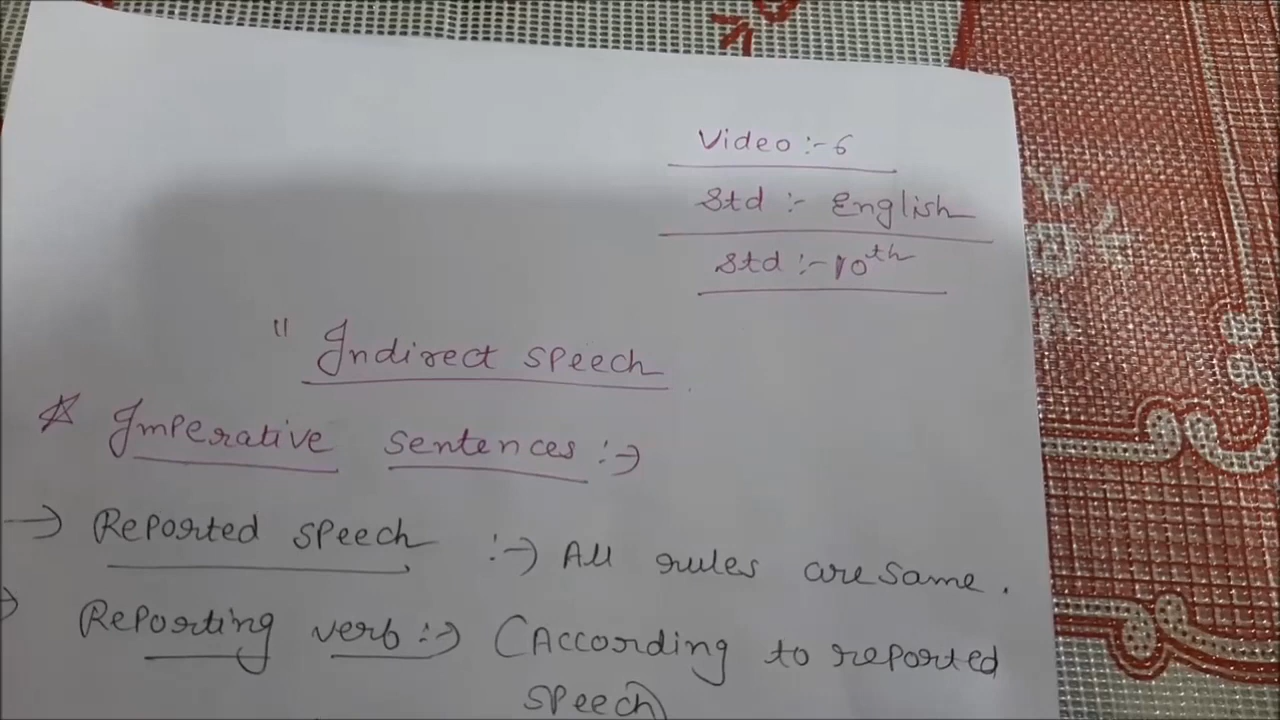 Video :- 6
Std :- English
Std :- 10th
" Indirect speech
☆ Imperative sentences :→
→ Reported speech :→ All rules are same.
→ Reporting verb :→ (According to reported
speech)